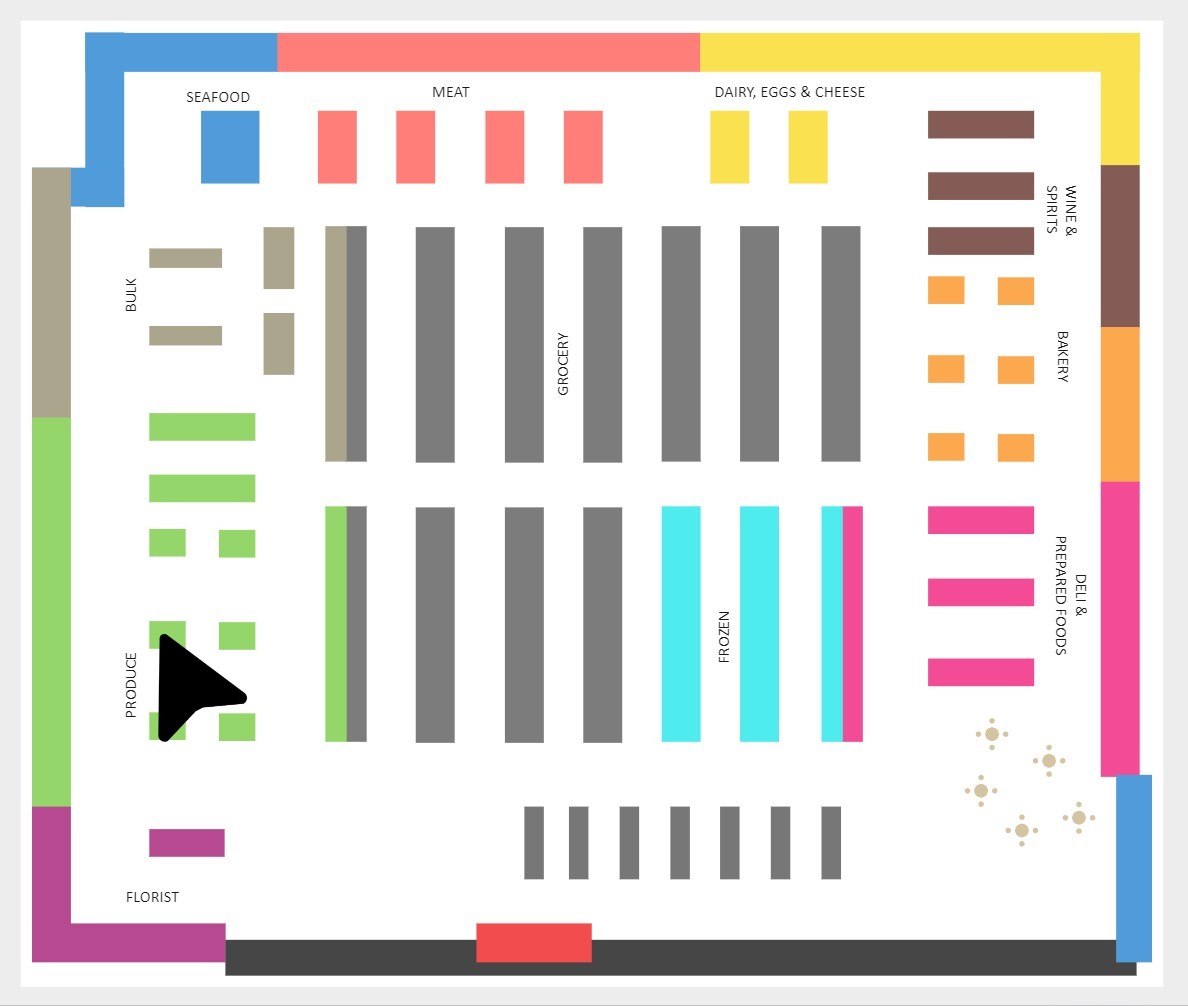 SEAFOOD
MEAT
DAIRY, EGGS & CHEESE
WINE &
SPIRITS
BULK
GROCERY
BAKERY
DELI &
PREPARED FOODS
FROZEN
PRODUCE
FLORIST